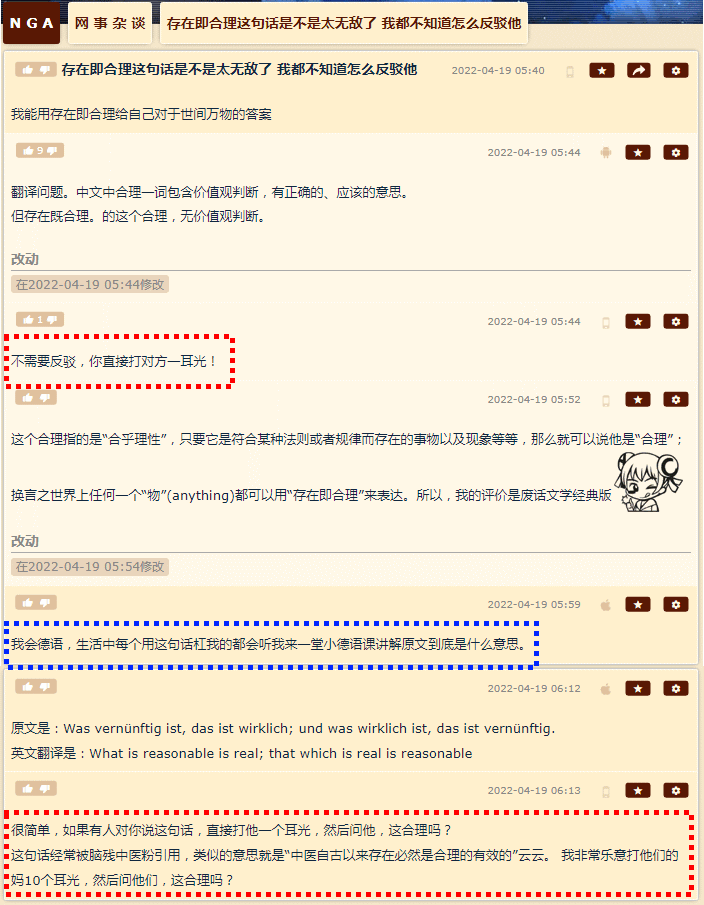 NGA
网事杂谈
存在即合理这句话是不是太无敌了 我都不知道怎么反驳他
存在即合理这句话是不是太无敌了 我都不知道怎么反驳他
2022-04-19 05:40
我能用存在即合理给自己对于世间万物的答案
9
2022-04-19 05:44
翻译问题。中文中合理一词包含价值观判断，有正确的、应该的意思。
但存在既合理。的这个合理，无价值观判断。
改动
在2022-04-19 05:44修改
1
2022-04-19 05:44
不需要反驳，你直接打对方一耳光！
2022-04-19 05:52
这个合理指的是“合乎理性”，只要它是符合某种法则或者规律而存在的事物以及现象等等，那么就可以说他是“合理”；
换言之世界上任何一个“物”(anything)都可以用“存在即合理”来表达。所以，我的评价是废话文学经典版
改动
在2022-04-19 05:54修改
2022-04-19 05:59
我会德语，生活中每个用这句话杠我的都会听我来一堂小德语课讲解原文到底是什么意思。
2022-04-19 06:12
原文是：Was vernünftig ist, das ist wirklich; und was wirklich ist, das ist vernünftig.
英文翻译是：What is reasonable is real; that which is real is reasonable
2022-04-19 06:13
很简单，如果有人对你说这句话，直接打他一个耳光，然后问他，这合理吗？
这句话经常被脑残中医粉引用，类似的意思就是“中医自古以来存在必然是合理的有效的”云云。 我非常乐意打他们的
妈10个耳光，然后问他们，这合理吗？